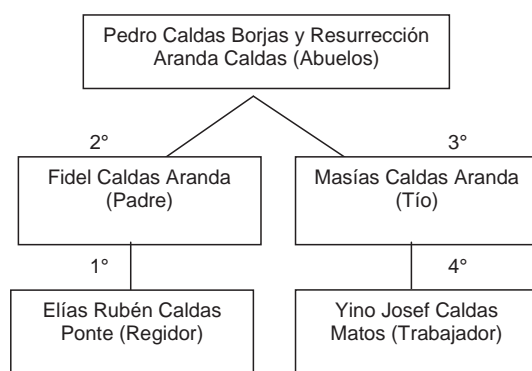 Pedro Caldas Borjas y Resurrección
Aranda Caldas (Abuelos)
2°
3°
Fidel Caldas Aranda
(Padre)
Masías Caldas Aranda
(Tío)
1°
4°
Elías Rubén Caldas
Ponte (Regidor)
Yino Josef Caldas
Matos (Trabajador)